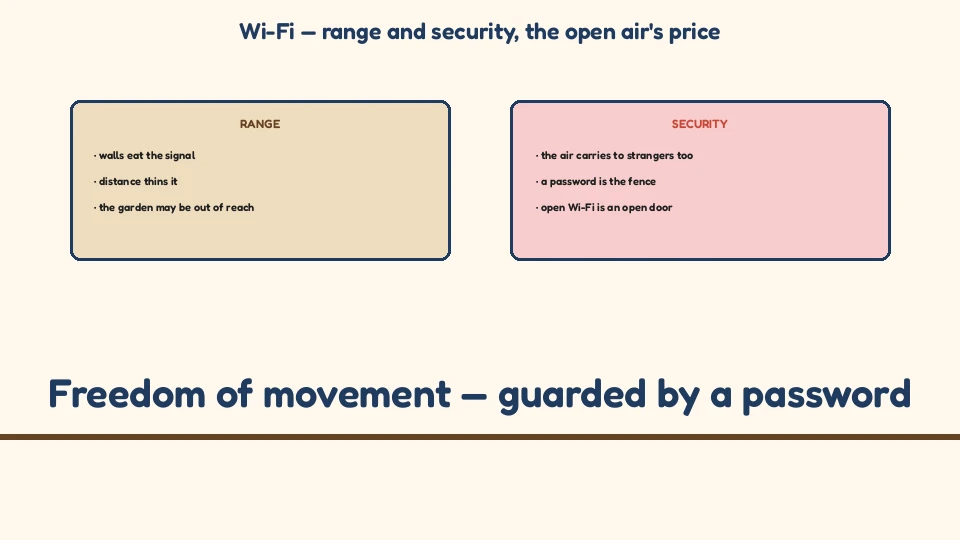 Wi-Fi — range and security, the open air's price
RANGE
· walls eat the signal
· distance thins it
· the garden may be out of reach
SECURITY
· the air carries to strangers too
· a password is the fence
· open Wi-Fi is an open door
Freedom of movement — guarded by a password